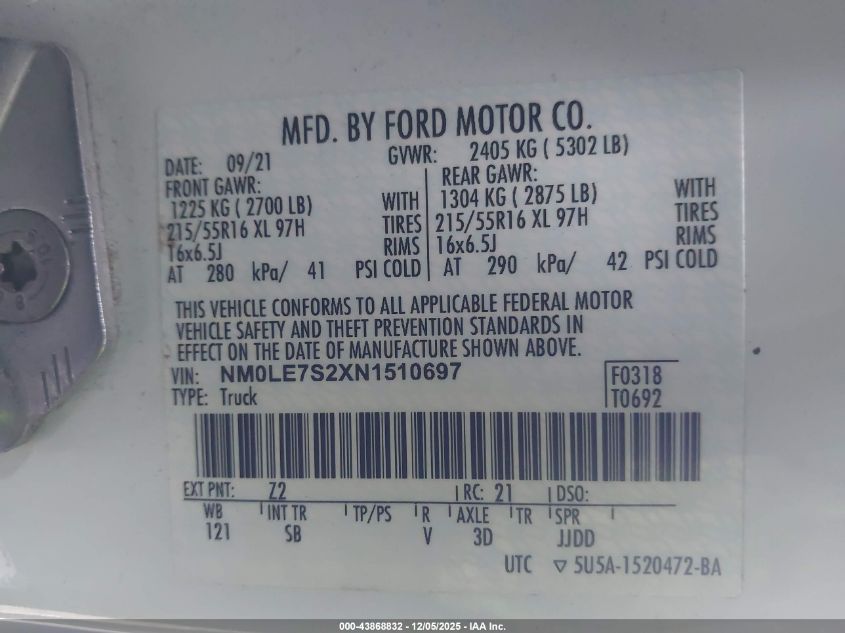 MFD. BY FORD MOTOR CO.
DATE: 09/21 GVWR: 2405 KG ( 5302 LB)
FRONT GAWR: REAR GAWR:
1225 KG ( 2700 LB) WITH 1304 KG ( 2875 LB) WITH
215/55R16 XL 97H TIRES 215/55R16 XL 97H TIRES
16x6.5J RIMS 16x6.5J RIMS
AT 280 kPa/ 41 PSI COLD AT 290 kPa/ 42 PSI COLD
THIS VEHICLE CONFORMS TO ALL APPLICABLE FEDERAL MOTOR
VEHICLE SAFETY AND THEFT PREVENTION STANDARDS IN
EFFECT ON THE DATE OF MANUFACTURE SHOWN ABOVE.
VIN: NM0LE7S2XN1510697 F0318
TYPE: Truck T0692
EXT PNT: Z2 RC: 21 DSO:
WB INT TR TP/PS R AXLE TR SPR
121 SB V 3D JJDD
UTC ▽ 5U5A-1520472-BA
000-43868832 - 12/05/2025 - IAA Inc.